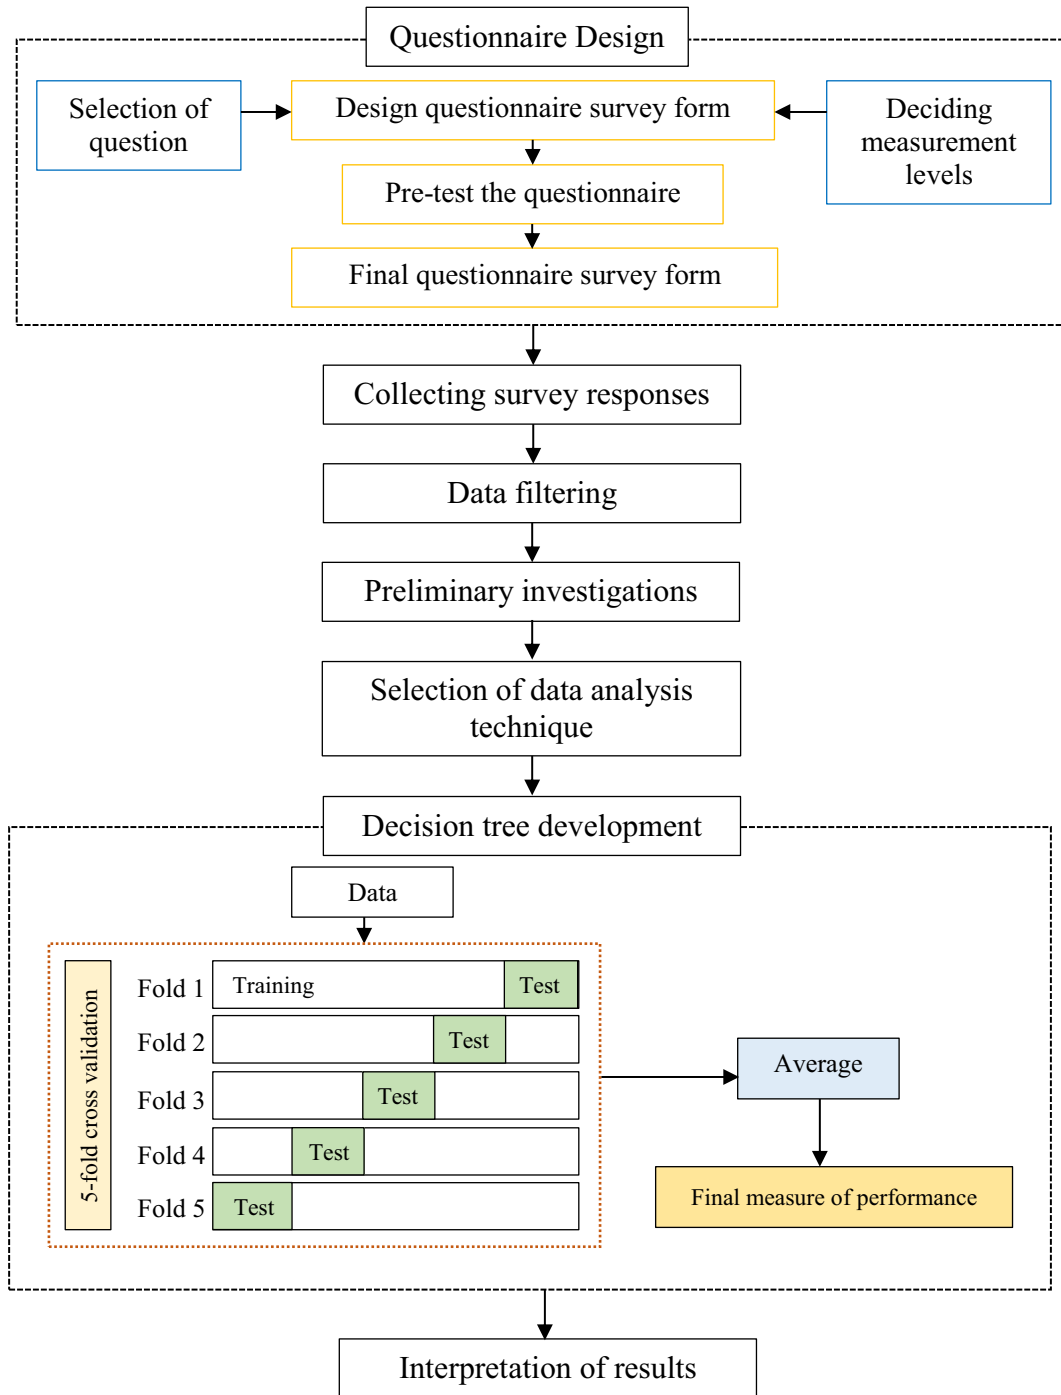 Questionnaire Design
Selection of
question
Design questionnaire survey form
Deciding
measurement
levels
Pre-test the questionnaire
Final questionnaire survey form
Collecting survey responses
Data filtering
Preliminary investigations
Selection of data analysis
technique
Decision tree development
Data
5-fold cross validation
Fold 1
Training
Test
Fold 2
Test
Fold 3
Test
Fold 4
Test
Fold 5
Test
Average
Final measure of performance
Interpretation of results